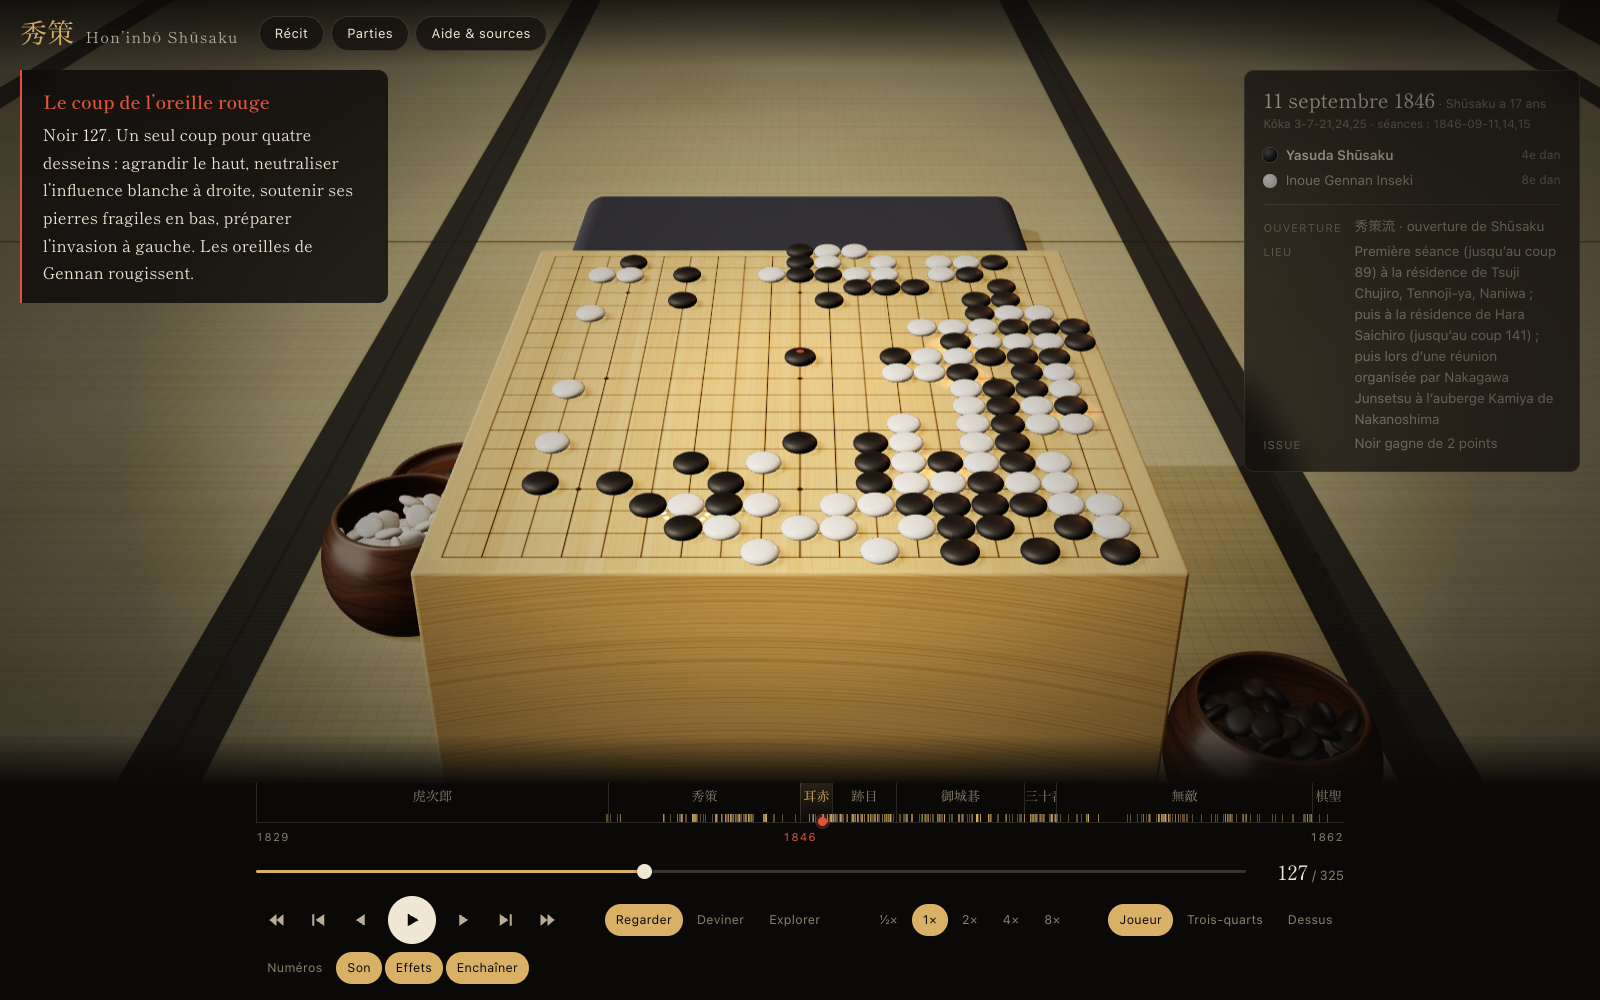 秀策 Hon'inbō Shūsaku
Récit
Parties
Aide & sources
Le coup de l'oreille rouge
Noir 127. Un seul coup pour quatre
desseins : agrandir le haut, neutraliser
l'influence blanche à droite, soutenir ses
pierres fragiles en bas, préparer
l'invasion à gauche. Les oreilles de
Gennan rougissent.
11 septembre 1846 · Shūsaku a 17 ans
Kōka 3-7-21,24,25 · séances : 1846-09-11,14,15
Yasuda Shūsaku 4e dan
Inoue Gennan Inseki 8e dan
OUVERTURE 秀策流 · ouverture de Shūsaku
LIEU Première séance (jusqu'au coup
89) à la résidence de Tsuji
Chujiro, Tennoji-ya, Naniwa ;
puis à la résidence de Hara
Saichiro (jusqu'au coup 141) ;
puis lors d'une réunion
organisée par Nakagawa
Junsetsu à l'auberge Kamiya de
Nakanoshima
ISSUE Noir gagne de 2 points
虎次郎 秀策 耳赤 跡目 御城碁 三十 無敵 棋聖
1829 1846 1862
127 / 325
Regarder Deviner Explorer ½× 1× 2× 4× 8× Joueur Trois-quarts Dessus
Numéros Son Effets Enchaîner